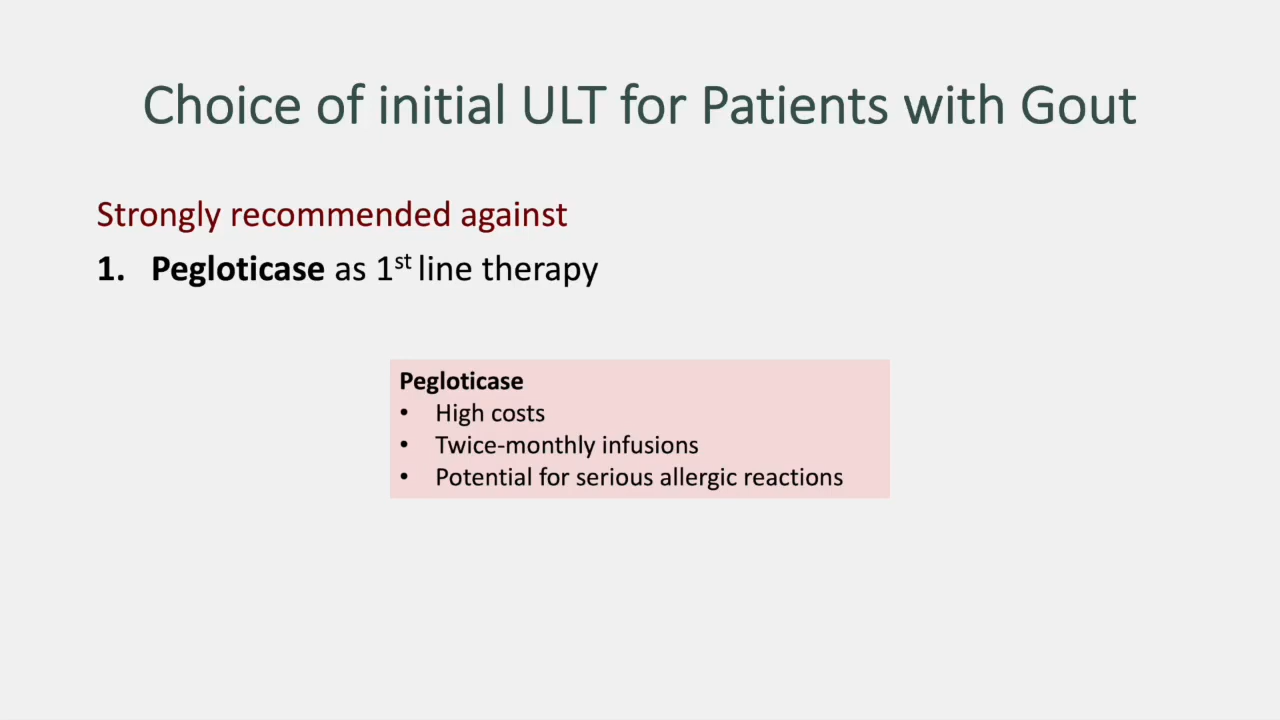 Choice of initial ULT for Patients with Gout
Strongly recommended against
1. Pegloticase as 1st line therapy
Pegloticase
• High costs
• Twice-monthly infusions
• Potential for serious allergic reactions